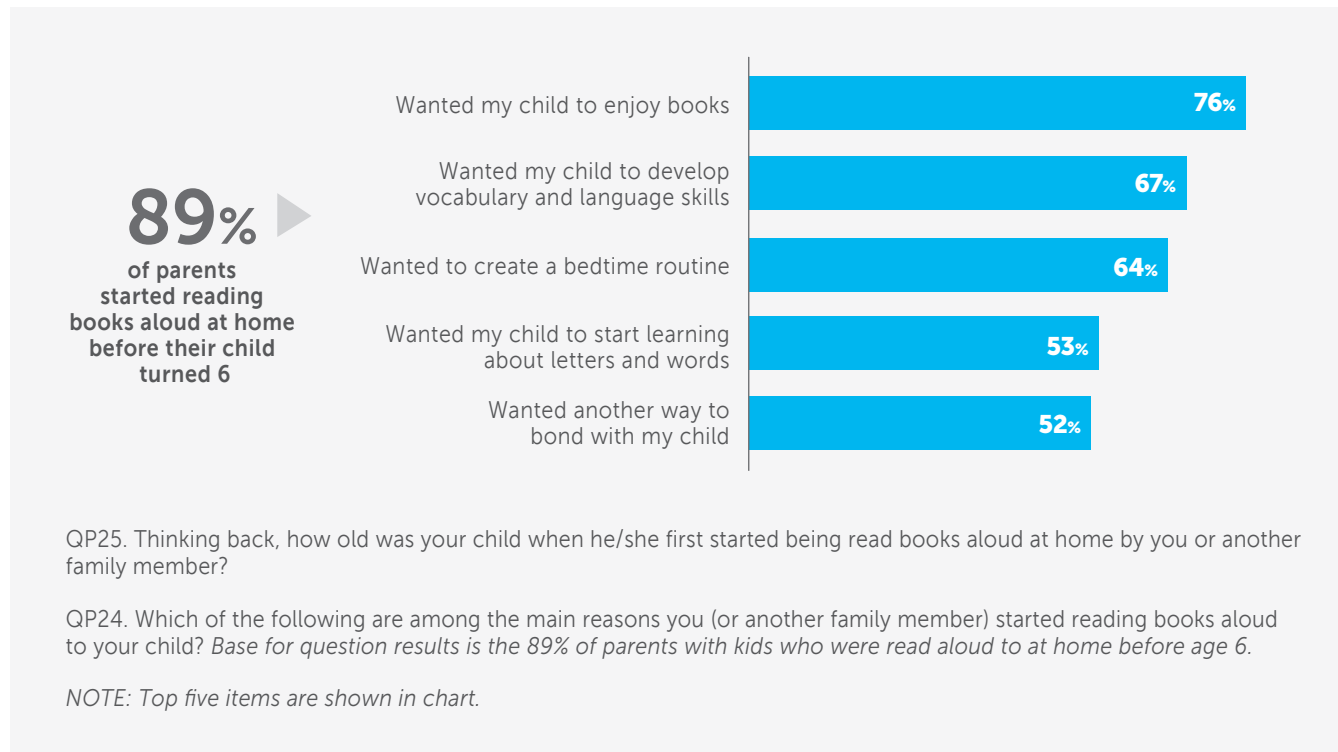 Wanted my child to enjoy books
76%
Wanted my child to develop
vocabulary and language skills
67%
89%
of parents
started reading
books aloud at home
before their child
turned 6
Wanted to create a bedtime routine
64%
Wanted my child to start learning
about letters and words
53%
Wanted another way to
bond with my child
52%
QP25. Thinking back, how old was your child when he/she first started being read books aloud at home by you or another
family member?
QP24. Which of the following are among the main reasons you (or another family member) started reading books aloud
to your child? Base for question results is the 89% of parents with kids who were read aloud to at home before age 6.
NOTE: Top five items are shown in chart.